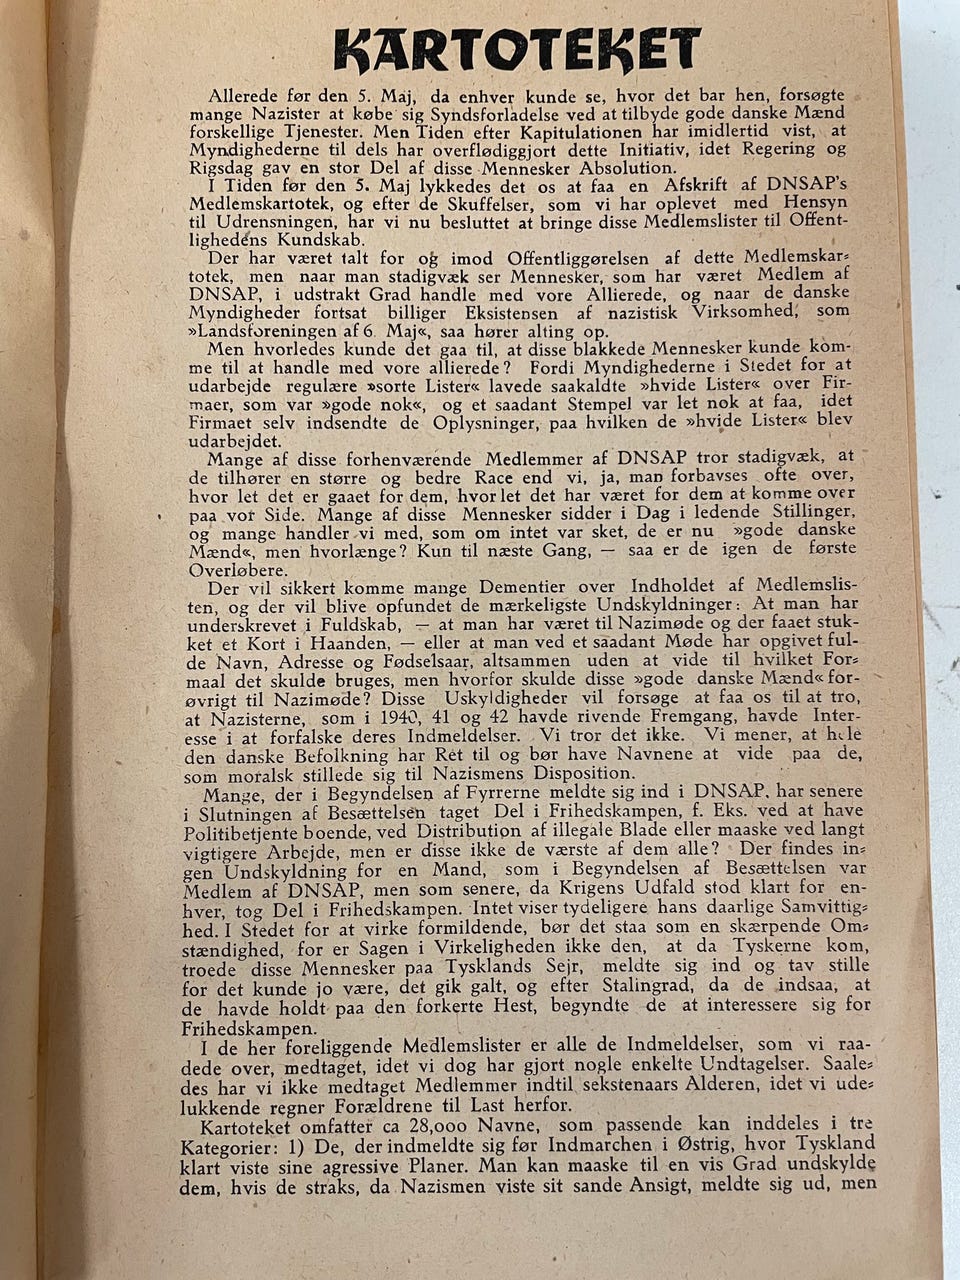 KARTOTEKET
Allerede før den 5. Maj, da enhver kunde se, hvor det bar hen, forsøgte
mange Nazister at købe sig Syndsforladelse ved at tilbyde gode danske Mænd
forskellige Tjenester. Men Tiden efter Kapitulationen har imidlertid vist, at
Myndighederne til dels har overflødiggjort dette Initiativ, idet Regering og
Rigsdag gav en stor Del af disse Mennesker Absolution.
I Tiden før den 5. Maj lykkedes det os at faa en Afskrift af DNSAP's
Medlemskartotek, og efter de Skuffelser, som vi har oplevet med Hensyn
til Udrensningen, har vi nu besluttet at bringe disse Medlemslister til Offent-
lighedens Kundskab.
Der har været talt for og imod Offentliggørelsen af dette Medlemskar-
totek, men naar man stadigvæk ser Mennesker, som har været Medlem af
DNSAP, i udstrakt Grad handle med vore Allierede, og naar de danske
Myndigheder fortsat billiger Eksistensen af nazistisk Virksomhed, som
»Landsforeningen af 6. Maj«, saa hører alting op.
Men hvorledes kunde det gaa til, at disse blakkede Mennesker kunde kom-
me til at handle med vore allierede? Fordi Myndighederne i Stedet for at
udarbejde regulære »sorte Lister« lavede saakaldte »hvide Lister« over Fir-
maer, som var »gode nok«, og et saadant Stempel var let nok at faa, idet
Firmaet selv indsendte de Oplysninger, paa hvilken de »hvide Lister« blev
udarbejdet.
Mange af disse forhenværende Medlemmer af DNSAP tror stadigvæk, at
de tilhører en større og bedre Race end vi, ja, man forbavses ofte over,
hvor let det er gaaet for dem, hvor let det har været for dem at komme over
paa vor Side. Mange af disse Mennesker sidder i Dag i ledende Stillinger,
og mange handler vi med, som om intet var sket, de er nu »gode danske
Mænd«, men hvorlænge? Kun til næste Gang, — saa er de igen de første
Overløbere.
Der vil sikkert komme mange Dementier over Indholdet af Medlemslis-
ten, og der vil blive opfundet de mærkeligste Undskyldninger: At man har
underskrevet i Fuldskab, — at man har været til Nazimøde og der faaet stuk-
ket et Kort i Haanden, — eller at man ved et saadant Møde har opgivet ful-
de Navn, Adresse og Fødselsaar, altsammen uden at vide til hvilket For-
maal det skulde bruges, men hvorfor skulde disse »gode danske Mænd« for-
øvrigt til Nazimøde? Disse Uskyldigheder vil forsøge at faa os til at tro,
at Nazisterne, som i 1940, 41 og 42 havde rivende Fremgang, havde Inter-
esse i at forfalske deres Indmeldelser. Vi tror det ikke. Vi mener, at hele
den danske Befolkning har Ret til og bør have Navnene at vide paa de,
som moralsk stillede sig til Nazismens Disposition.
Mange, der i Begyndelsen af Fyrrerne meldte sig ind i DNSAP, har senere
i Slutningen af Besættelsen taget Del i Frihedskampen, f. Eks. ved at have
Politibetjente boende, ved Distribution af illegale Blade eller maaske ved langt
vigtigere Arbejde, men er disse ikke de værste af dem alle? Der findes in-
gen Undskyldning for en Mand, som i Begyndelsen af Besættelsen var
Medlem af DNSAP, men som senere, da Krigens Udfald stod klart for en-
hver, tog Del i Frihedskampen. Intet viser tydeligere hans daarlige Samvittig-
hed. I Stedet for at virke formildende, bør det staa som en skærpende Om-
stændighed, for er Sagen i Virkeligheden ikke den, at da Tyskerne kom,
troede disse Mennesker paa Tysklands Sejr, meldte sig ind og tav stille
for det kunde jo være, det gik galt, og efter Stalingrad, da de indsaa, at
de havde holdt paa den forkerte Hest, begyndte de at interessere sig for
Frihedskampen.
I de her foreliggende Medlemslister er alle de Indmeldelser, som vi raa-
dede over, medtaget, idet vi dog har gjort nogle enkelte Undtagelser. Saale-
des har vi ikke medtaget Medlemmer indtil sekstenaars Alderen, idet vi ude-
lukkende regner Forældrene til Last herfor.
Kartoteket omfatter ca 28,000 Navne, som passende kan inddeles i tre
Kategorier: 1) De, der indmeldte sig før Indmarchen i Østrig, hvor Tyskland
klart viste sine agressive Planer. Man kan maaske til en vis Grad undskylde
dem, hvis de straks, da Nazismen viste sit sande Ansigt, meldte sig ud, men